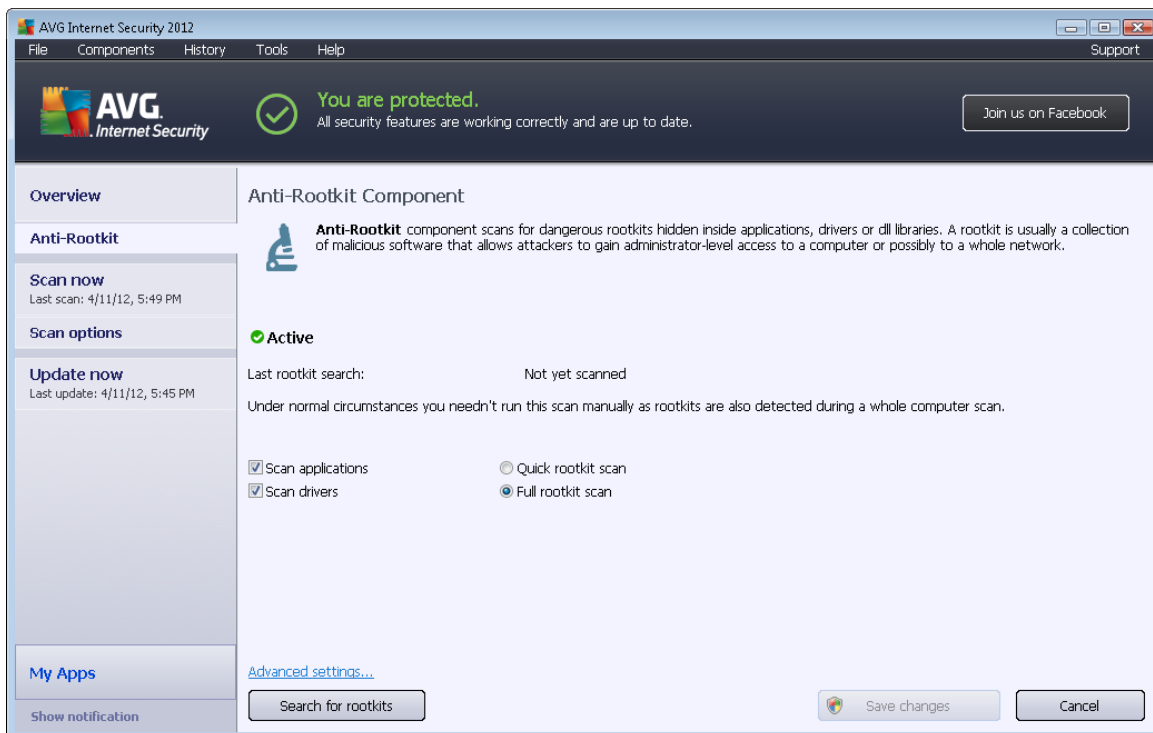 AVG Internet Security 2012
File Components History Tools Help Support
AVG.
Internet Security
You are protected.
All security features are working correctly and are up to date.
Join us on Facebook
Overview
Anti-Rootkit
Scan now
Last scan: 4/11/12, 5:49 PM
Scan options
Update now
Last update: 4/11/12, 5:45 PM
My Apps
Show notification
Anti-Rootkit Component
Anti-Rootkit component scans for dangerous rootkits hidden inside applications, drivers or dll libraries. A rootkit is usually a collection
of malicious software that allows attackers to gain administrator-level access to a computer or possibly to a whole network.
Active
Last rootkit search: Not yet scanned
Under normal circumstances you needn't run this scan manually as rootkits are also detected during a whole computer scan.
Scan applications Quick rootkit scan
Scan drivers Full rootkit scan
Advanced settings...
Search for rootkits Save changes Cancel